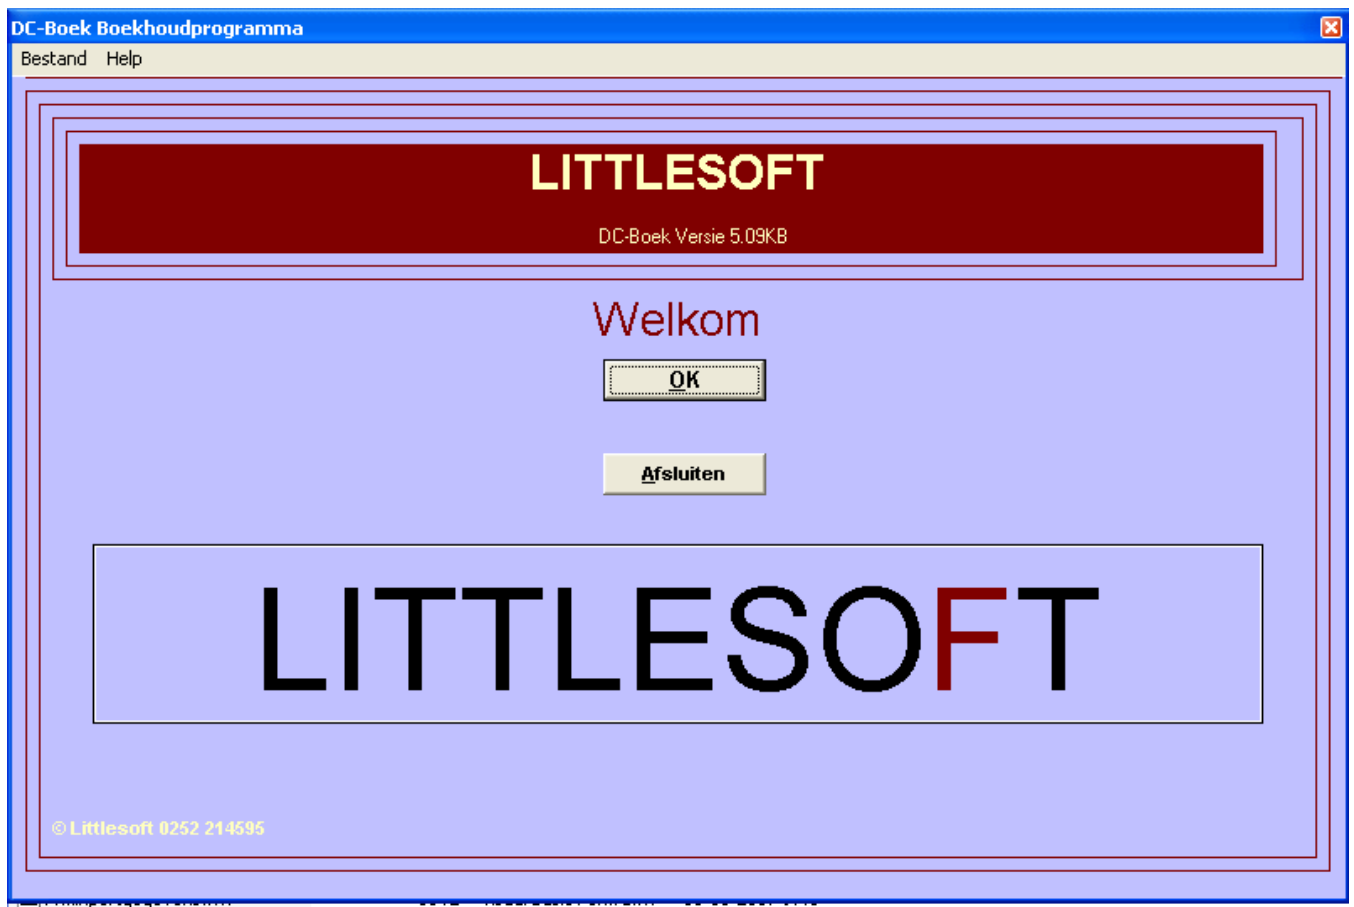 DC-Boek Boekhoudprogramma
Bestand Help
LITTLESOFT
DC-Boek Versie 5.09KB
Welkom
OK
Afsluiten
LITTLESOFT
© Littlesoft 0252 214595